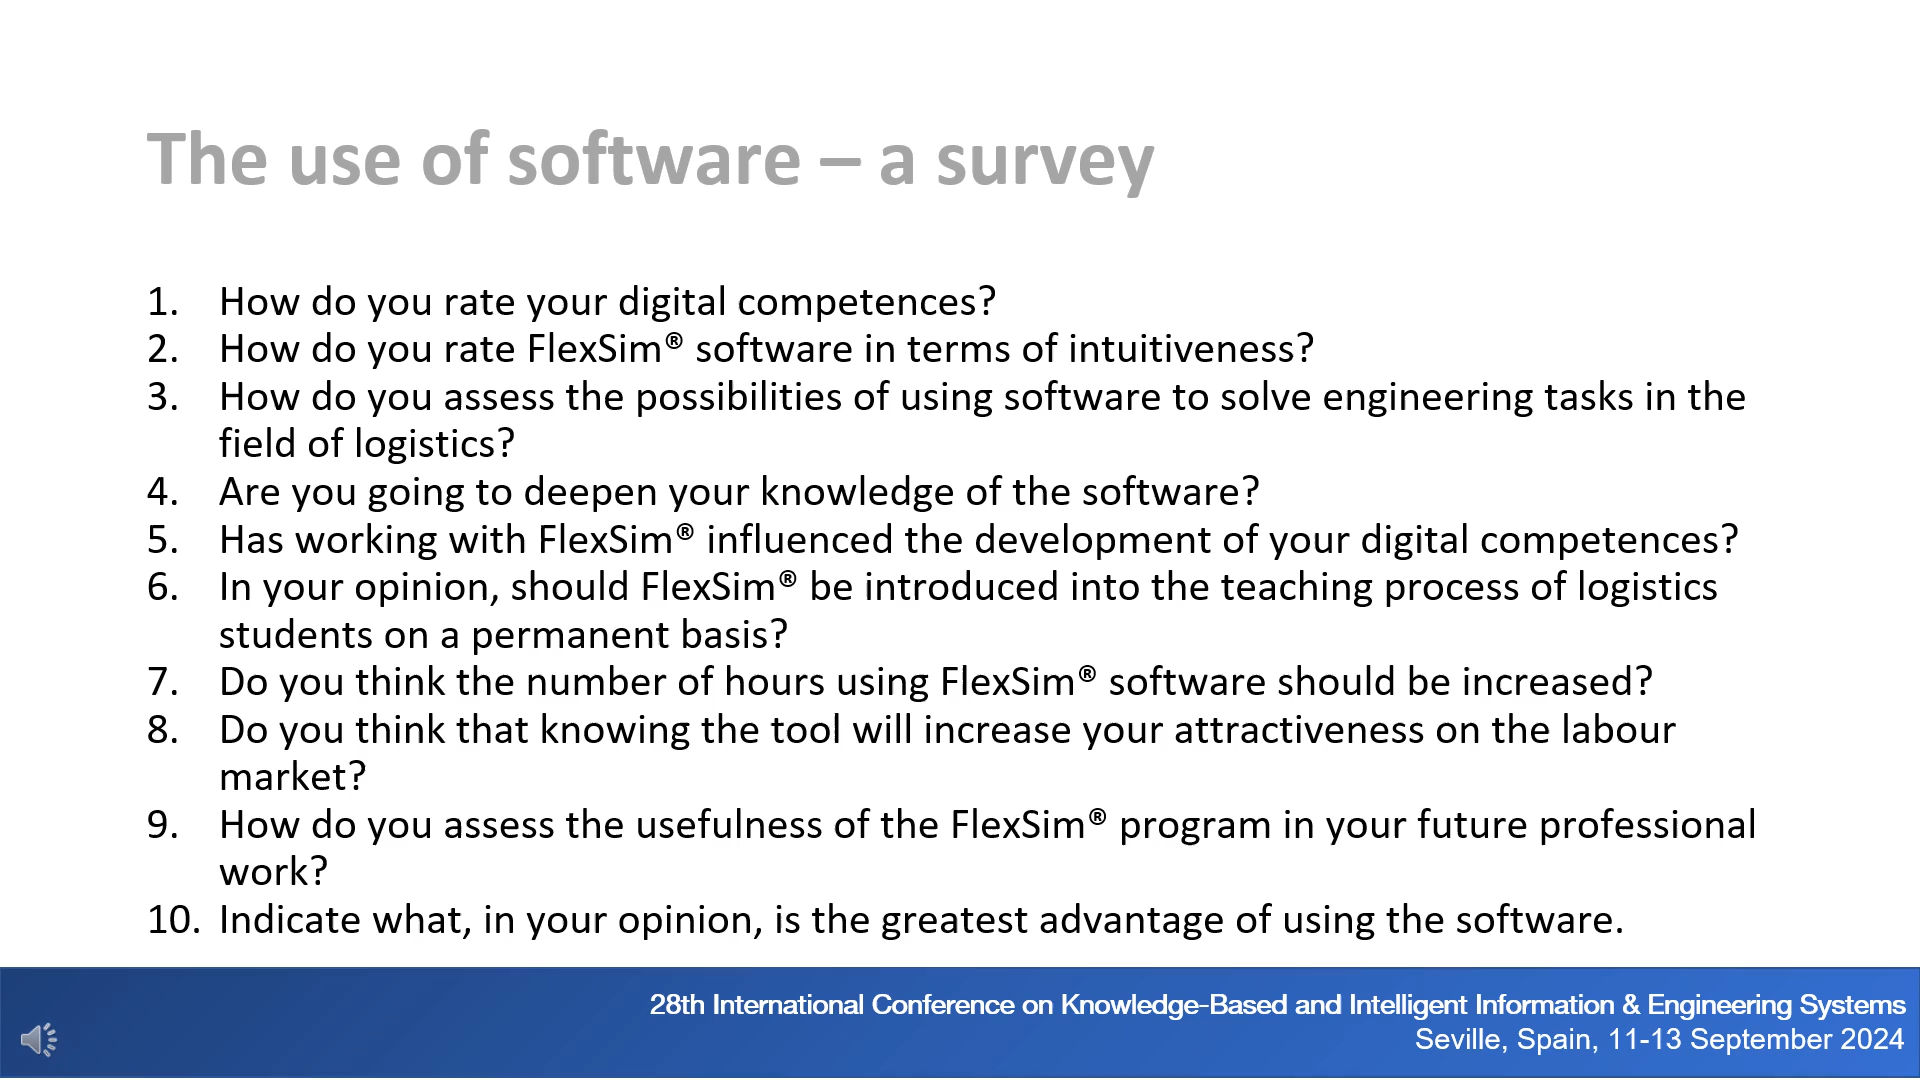 The use of software – a survey
1. How do you rate your digital competences?
2. How do you rate FlexSim® software in terms of intuitiveness?
3. How do you assess the possibilities of using software to solve engineering tasks in the
field of logistics?
4. Are you going to deepen your knowledge of the software?
5. Has working with FlexSim® influenced the development of your digital competences?
6. In your opinion, should FlexSim® be introduced into the teaching process of logistics
students on a permanent basis?
7. Do you think the number of hours using FlexSim® software should be increased?
8. Do you think that knowing the tool will increase your attractiveness on the labour
market?
9. How do you assess the usefulness of the FlexSim® program in your future professional
work?
10. Indicate what, in your opinion, is the greatest advantage of using the software.
28th International Conference on Knowledge-Based and Intelligent Information & Engineering Systems
Seville, Spain, 11-13 September 2024